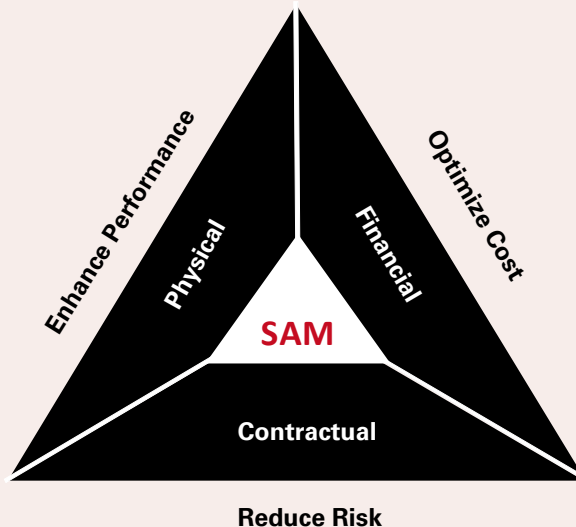 Enhance Performance
Optimize Cost
Physical
Financial
SAM
Contractual
Reduce Risk